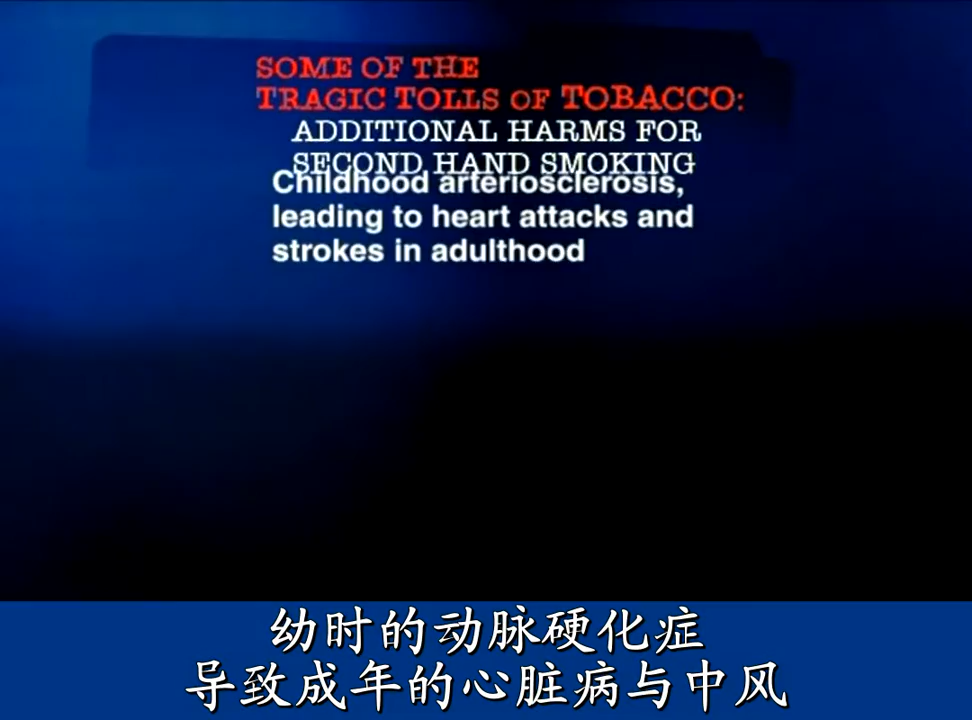 SOME OF THE
TRAGIC TOLLS OF TOBACCO:
ADDITIONAL HARMS FOR
SECOND HAND SMOKING
Childhood arteriosclerosis,
leading to heart attacks and
strokes in adulthood
幼时的动脉硬化症
导致成年的心脏病与中风